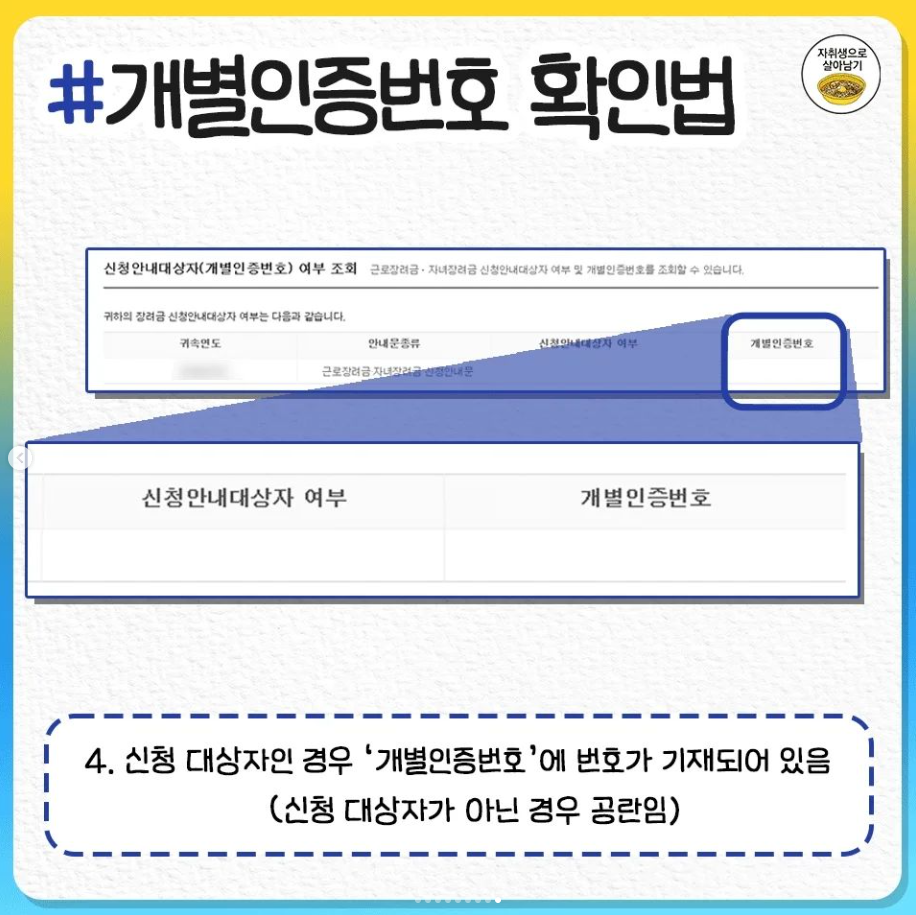 #개별인증번호 확인법
자취생으로
살아남기
신청안내대상자(개별인증번호) 여부 조회 근로장려금·자녀장려금 신청안내대상자 여부 및 개별인증번호를 조회할 수 있습니다.
귀하의 장려금 신청안내대상자 여부는 다음과 같습니다.
귀속연도 안내문종류 신청안내대상자 여부 개별인증번호
근로장려금 자녀장려금 신청안내문
신청안내대상자 여부 개별인증번호
4. 신청 대상자인 경우 ‘개별인증번호’에 번호가 기재되어 있음
(신청 대상자가 아닌 경우 공란임)